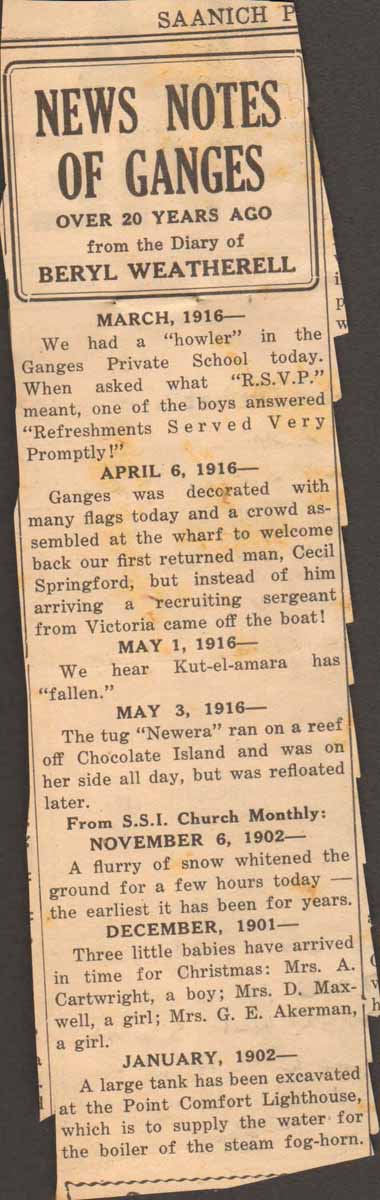 SAANICH P
NEWS NOTES
OF GANGES
OVER 20 YEARS AGO
from the Diary of
BERYL WEATHERELL
MARCH, 1916—
We had a "howler" in the
Ganges Private School today.
When asked what "R.S.V.P."
meant, one of the boys answered
"Refreshments Served Very
Promptly!"
APRIL 6, 1916—
Ganges was decorated with
many flags today and a crowd as-
sembled at the wharf to welcome
back our first returned man, Cecil
Springford, but instead of him
arriving a recruiting sergeant
from Victoria came off the boat!
MAY 1, 1916—
We hear Kut-el-amara has
"fallen."
MAY 3, 1916—
The tug "Newera" ran on a reef
off Chocolate Island and was on
her side all day, but was refloated
later.
From S.S.I. Church Monthly:
NOVEMBER 6, 1902—
A flurry of snow whitened the
ground for a few hours today —
the earliest it has been for years.
DECEMBER, 1901—
Three little babies have arrived
in time for Christmas: Mrs. A.
Cartwright, a boy; Mrs. D. Max-
well, a girl; Mrs. G. E. Akerman,
a girl.
JANUARY, 1902—
A large tank has been excavated
at the Point Comfort Lighthouse,
which is to supply the water for
the boiler of the steam fog-horn.